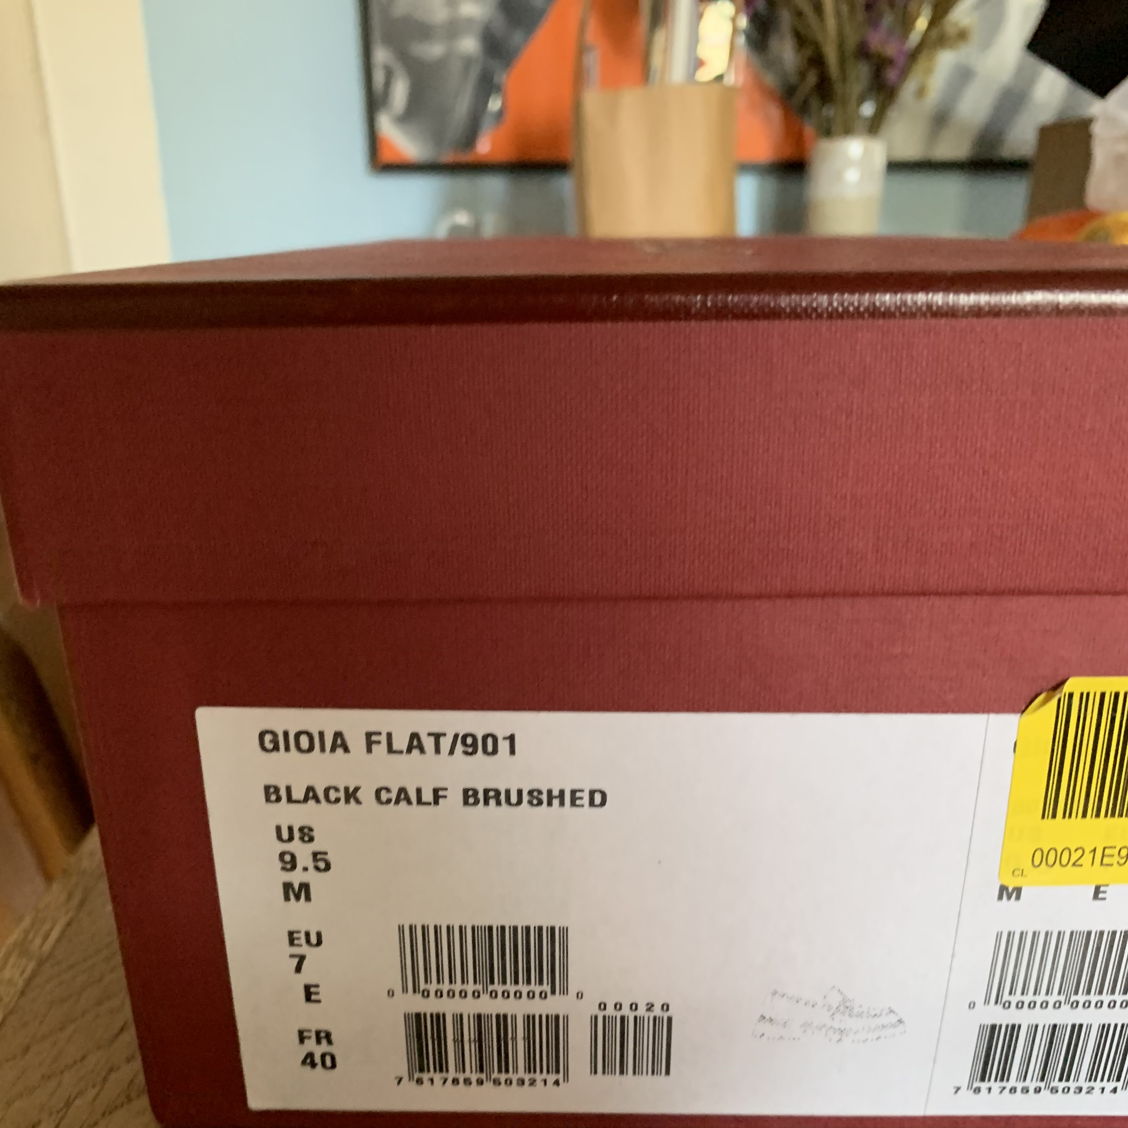 GIOIA FLAT/901
BLACK CALF BRUSHED
US
9.5
M
EU
7
E
FR
40
0 00000 00000 0
00020
7 617659 503214
00021E9
CL
M E
0 00000 00000
7 617659 503214